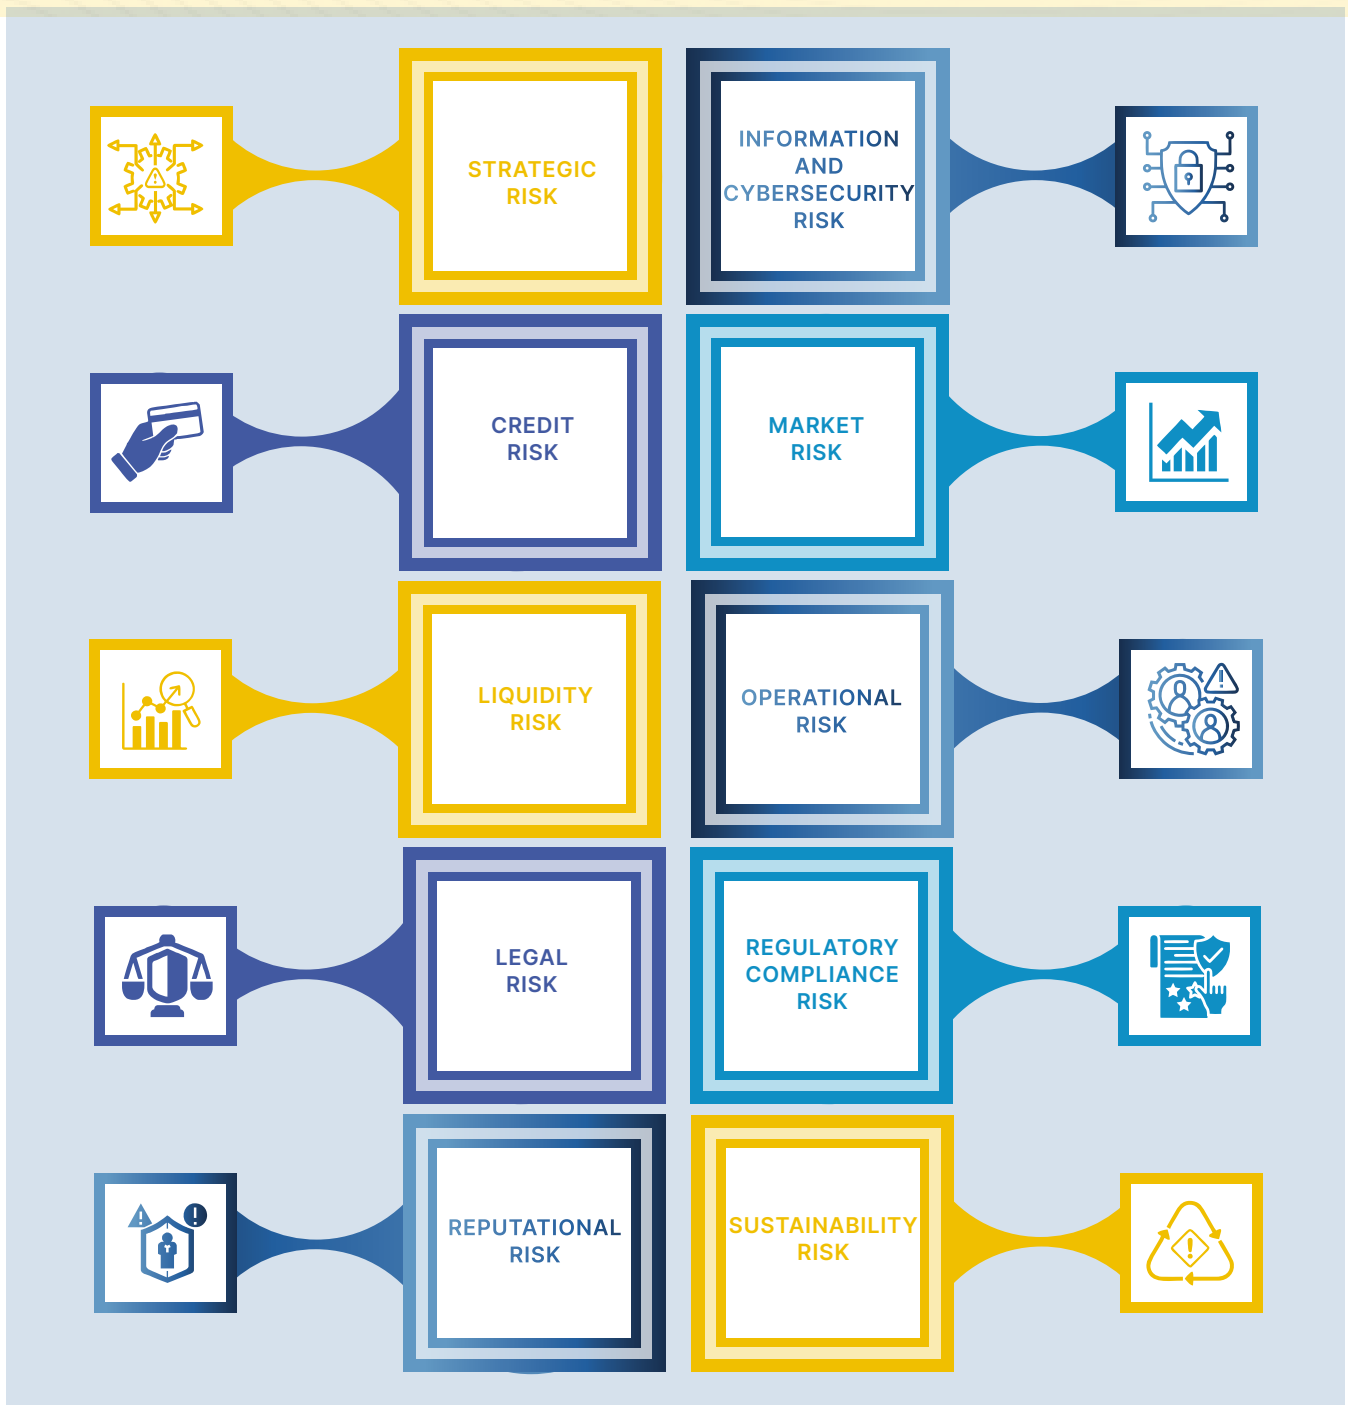 STRATEGIC
RISK
INFORMATION
AND
CYBERSECURITY
RISK
CREDIT
RISK
MARKET
RISK
LIQUIDITY
RISK
OPERATIONAL
RISK
LEGAL
RISK
REGULATORY
COMPLIANCE
RISK
REPUTATIONAL
RISK
SUSTAINABILITY
RISK